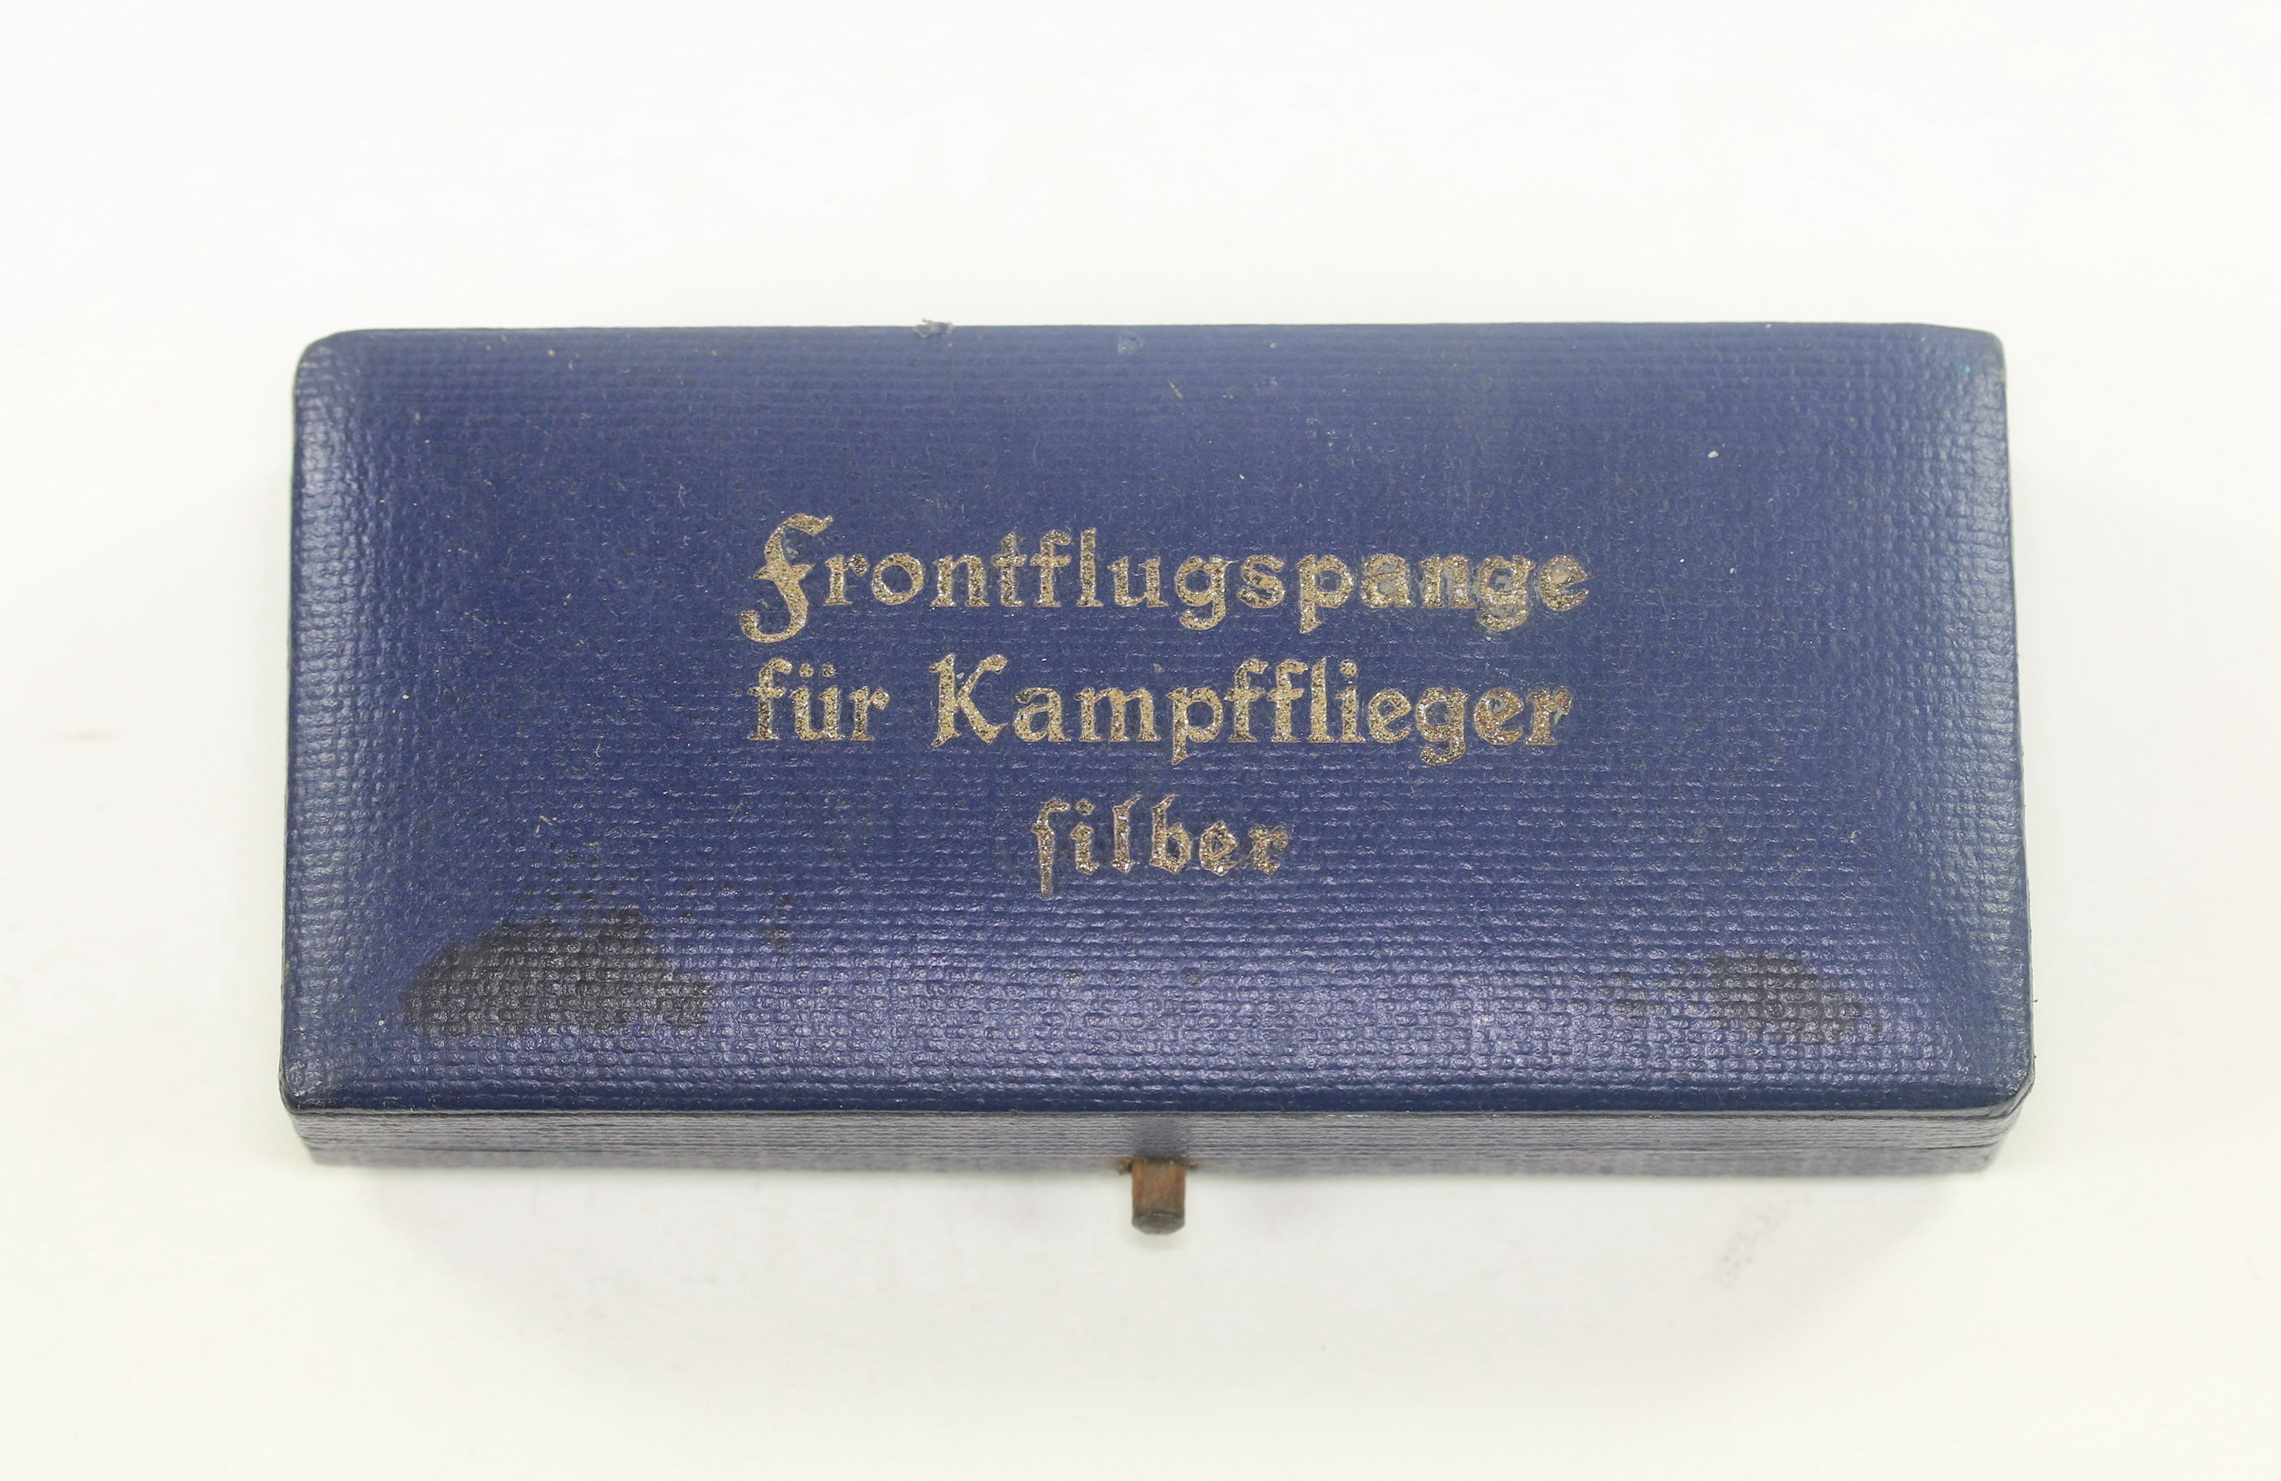 Frontflugspange
für Kampfflieger
ſilber